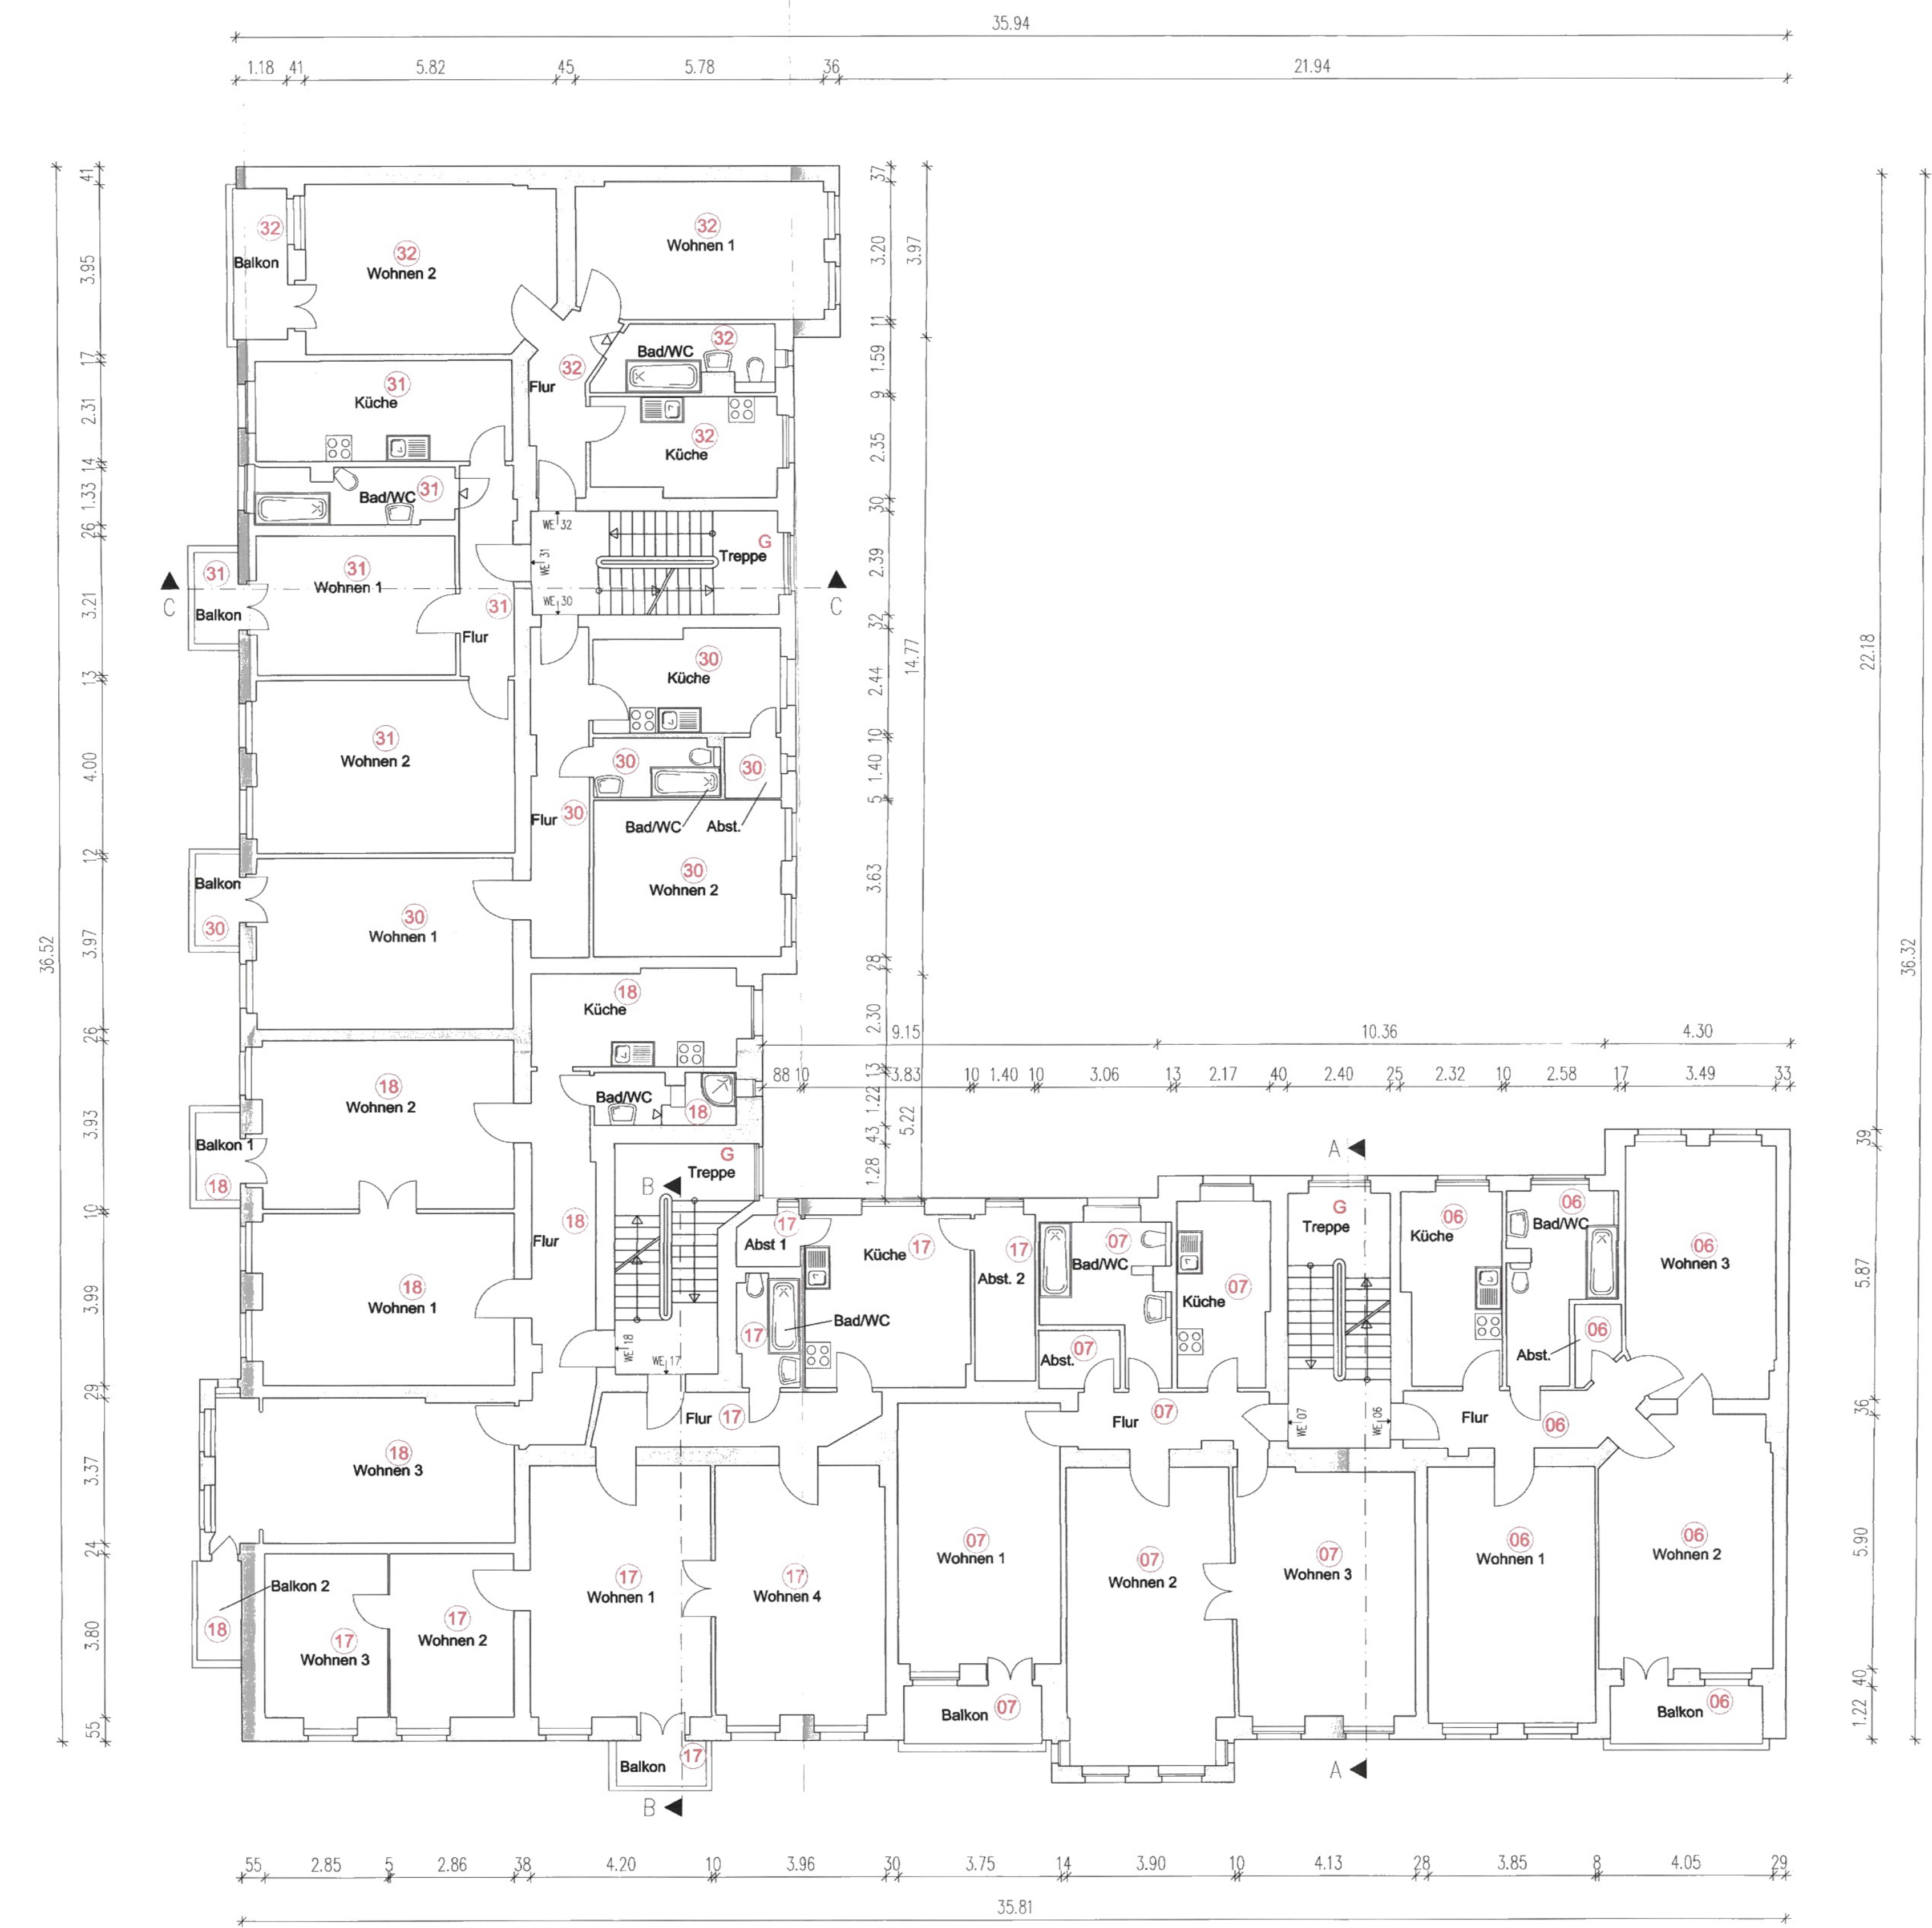 35.94
1.18 41 5.82 45 5.78 36 21.94
41
3.95
17
2.31
14
1.33
26
3.21
13
4.00
12
3.97
26
3.93
10
3.99
29
3.37
24
3.80
55
36.52
32
Balkon
32
Wohnen 2
32
Wohnen 1
32
Bad/WC
32
Flur
32
Küche
31
Küche
31
Bad/WC
31
Balkon
31
Wohnen 1
31
Flur
31
Wohnen 2
WE 32
WE 31
WE 30
G
Treppe
C
C
30
Küche
30
30
Bad/WC
Abst.
Flur
30
30
Wohnen 2
Balkon
30
30
Wohnen 1
37
3.20
11
1.59
9
2.35
30
2.39
32
2.44
10
1.40
5
3.63
28
2.30
13
1.22
43
1.28
3.97
14.77
5.22
18
Küche
Bad/WC
18
18
Wohnen 2
Balkon 1
18
18
Flur
18
Wohnen 1
G
Treppe
B
WE 18
WE 17
18
Wohnen 3
Balkon 2
18
9.15 10.36 4.30
88 10 3.83 10 1.40 10 3.06 13 2.17 40 2.40 25 2.32 10 2.58 17 3.49 33
17
Abst 1
Küche
17
17
Abst. 2
17
Bad/WC
Flur
17
17
Wohnen 3
17
Wohnen 2
17
Wohnen 1
17
Wohnen 4
Balkon
17
B
07
Bad/WC
07
Küche
Abst.
07
Flur
07
07
Wohnen 1
07
Wohnen 2
07
Wohnen 3
Balkon
07
A
G
Treppe
WE 07
WE 06
A
06
Küche
06
Bad/WC
06
Wohnen 3
06
Abst.
Flur
06
06
Wohnen 1
06
Wohnen 2
Balkon
06
22.18
39
5.87
36
5.90
40
1.22
36.32
55 2.85 5 2.86 38 4.20 10 3.96 30 3.75 14 3.90 10 4.13 28 3.85 8 4.05 29
35.81